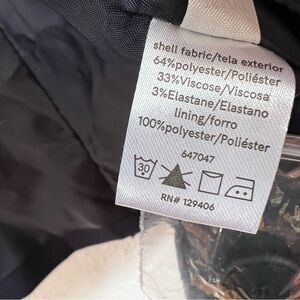 shell fabric/tela exterior
64%polyester/Poliéster
33%Viscose/Viscosa
3%Elastane/Elastano
lining/forro
100%polyester/Poliéster
647047
30
RN# 129406